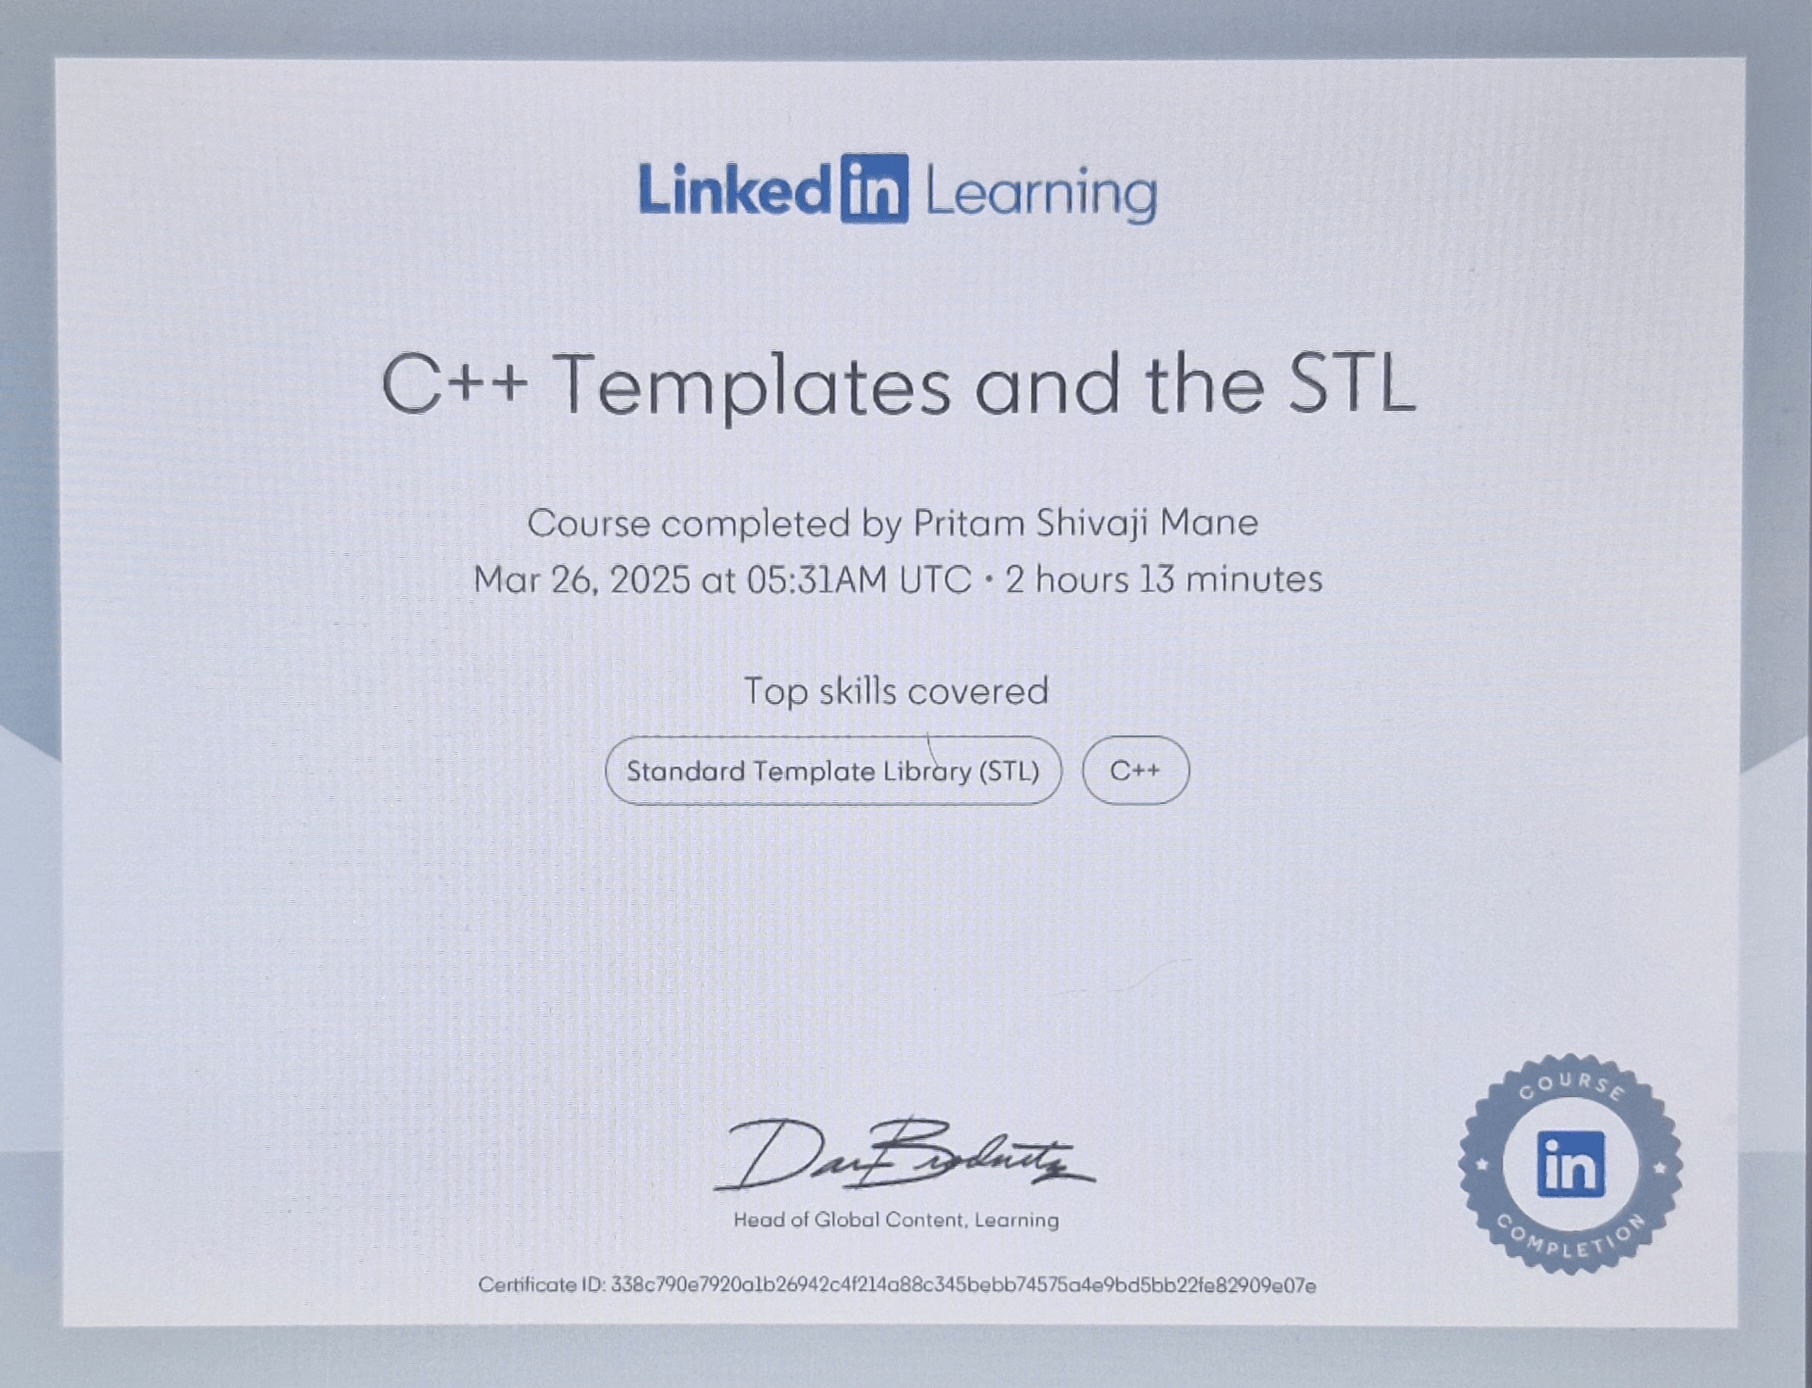 Linked in Learning
C++ Templates and the STL
Course completed by Pritam Shivaji Mane
Mar 26, 2025 at 05:31AM UTC • 2 hours 13 minutes
Top skills covered
Standard Template Library (STL) C++
Dan Brodnitz
Head of Global Content, Learning
Certificate ID: 338c790e7920a1b26942c4f214a88c345bebb74575a4e9bd5bb22fe82909e07e
COURSE
in
COMPLETION